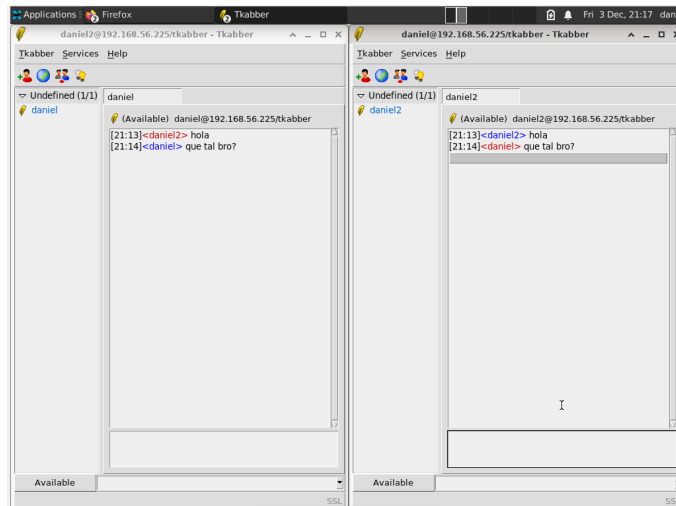 Applications Firefox Tkabber Fri 3 Dec, 21:17 dan
daniel2@192.168.56.225/tkabber - Tkabber
Tkabber Services Help
Undefined (1/1)
daniel
daniel
(Available) daniel@192.168.56.225/tkabber
[21:13]<daniel2> hola
[21:14]<daniel> que tal bro?
Available
SSL
daniel@192.168.56.225/tkabber - Tkabber
Tkabber Services Help
Undefined (1/1)
daniel2
daniel2
(Available) daniel2@192.168.56.225/tkabber
[21:13]<daniel2> hola
[21:14]<daniel> que tal bro?
Available
SS